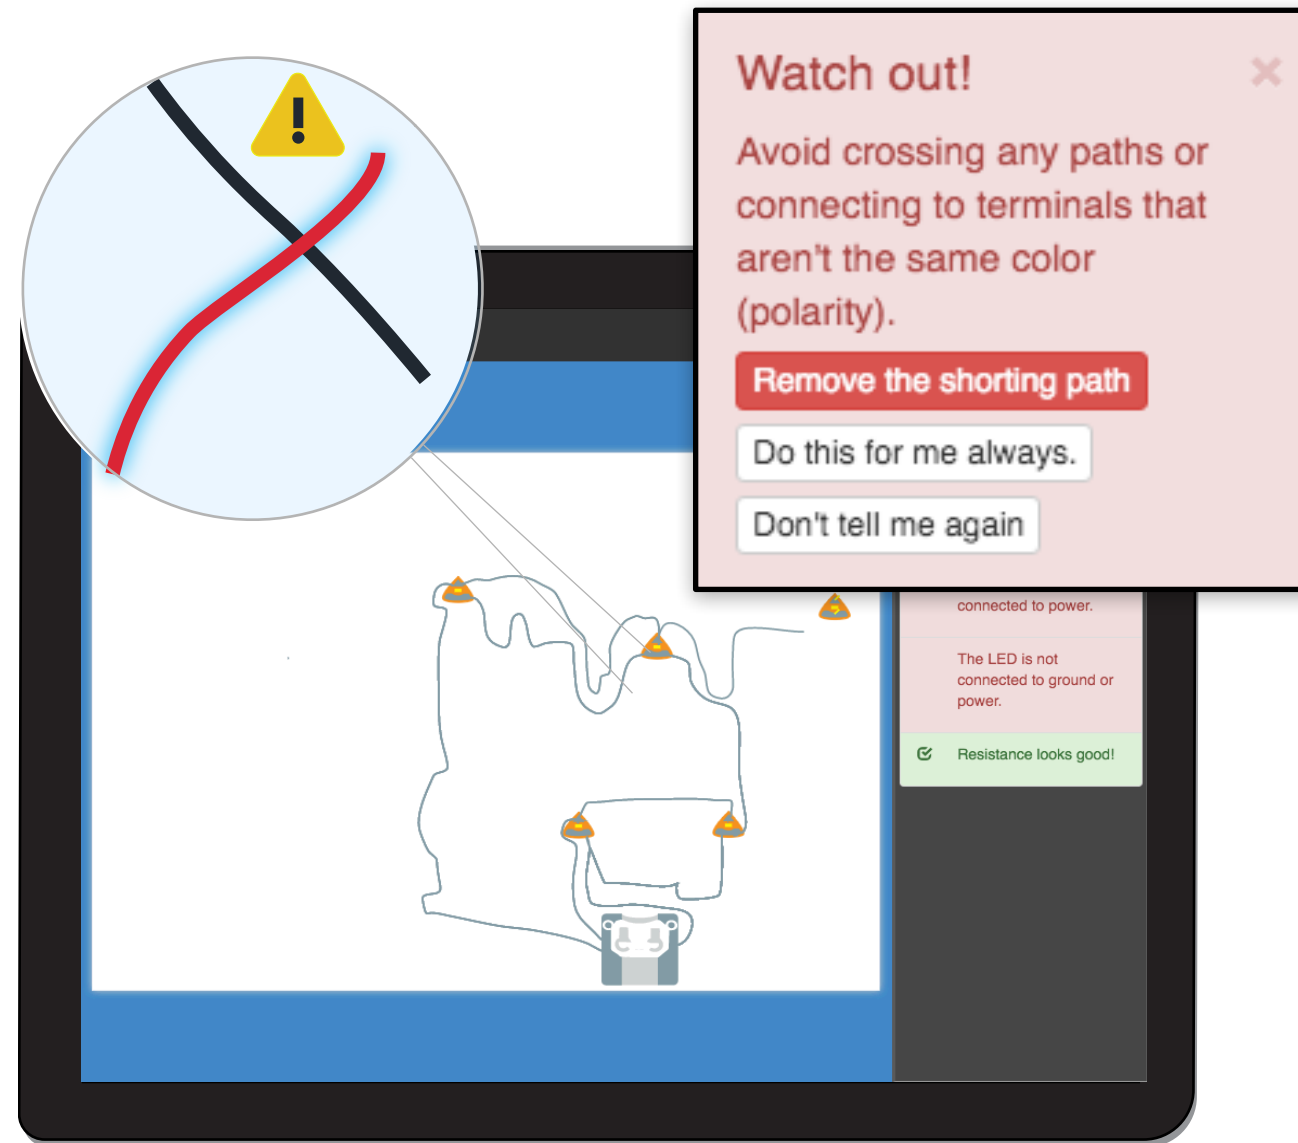 Watch out!
Avoid crossing any paths or
connecting to terminals that
aren't the same color
(polarity).
Remove the shorting path
Do this for me always.
Don't tell me again
connected to power.
The LED is not
connected to ground or
power.
Resistance looks good!